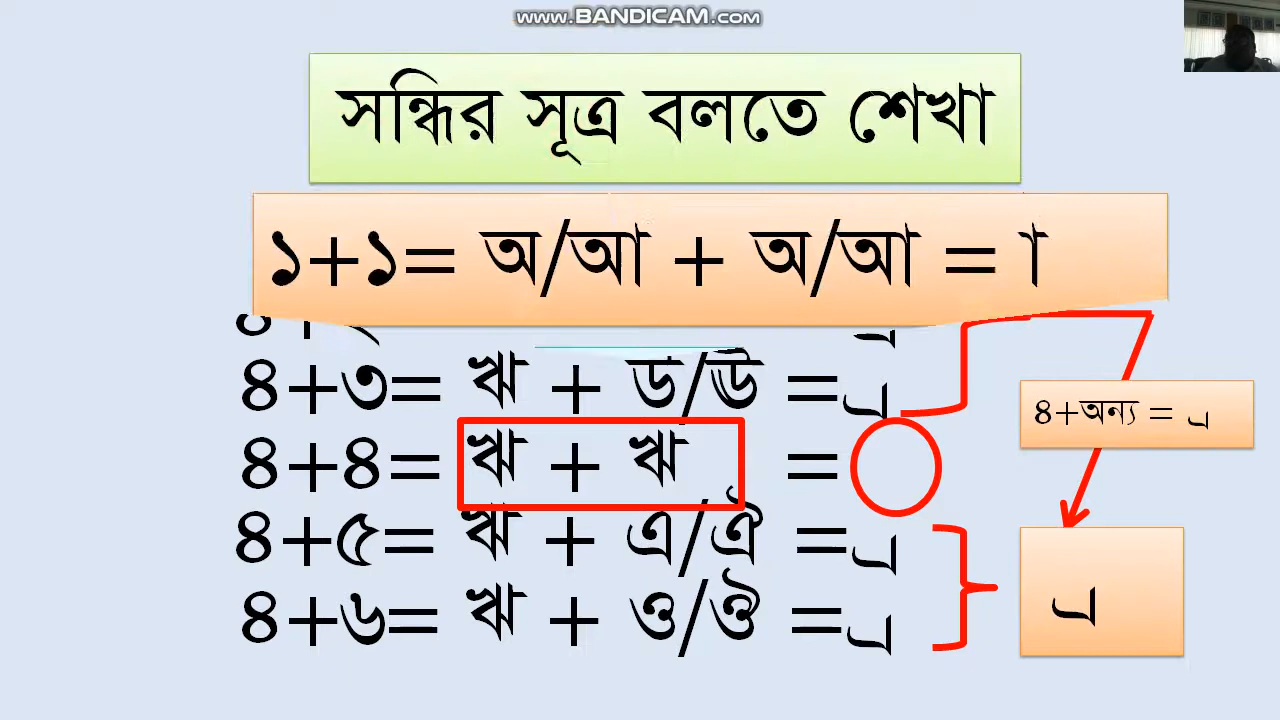 www.BANDICAM.com
সন্ধির সূত্র বলতে শেখা
১+১= অ/আ + অ/আ = া
৪+৩= ঋ + উ/ঊ =র্
৪+অন্য = র্
৪+৪= ঋ + ঋ =
৪+৫= ঋ + এ/ঐ =র্
৪+৬= ঋ + ও/ঔ =র্
র্